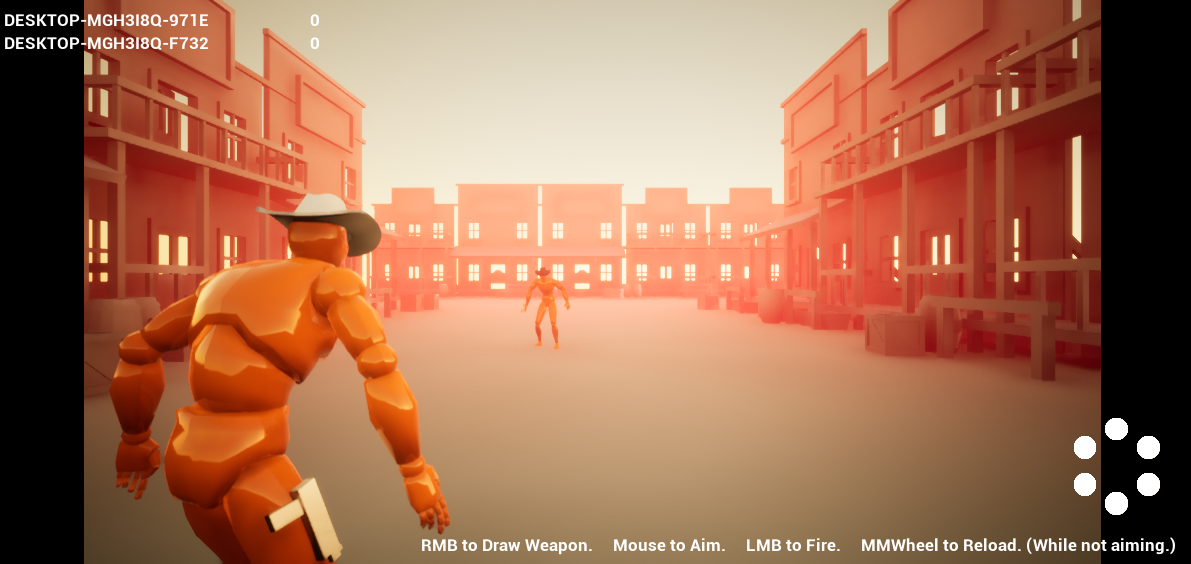 DESKTOP-MGH3I8Q-971E 0
DESKTOP-MGH3I8Q-F732 0
RMB to Draw Weapon. Mouse to Aim. LMB to Fire. MMWheel to Reload. (While not aiming.)